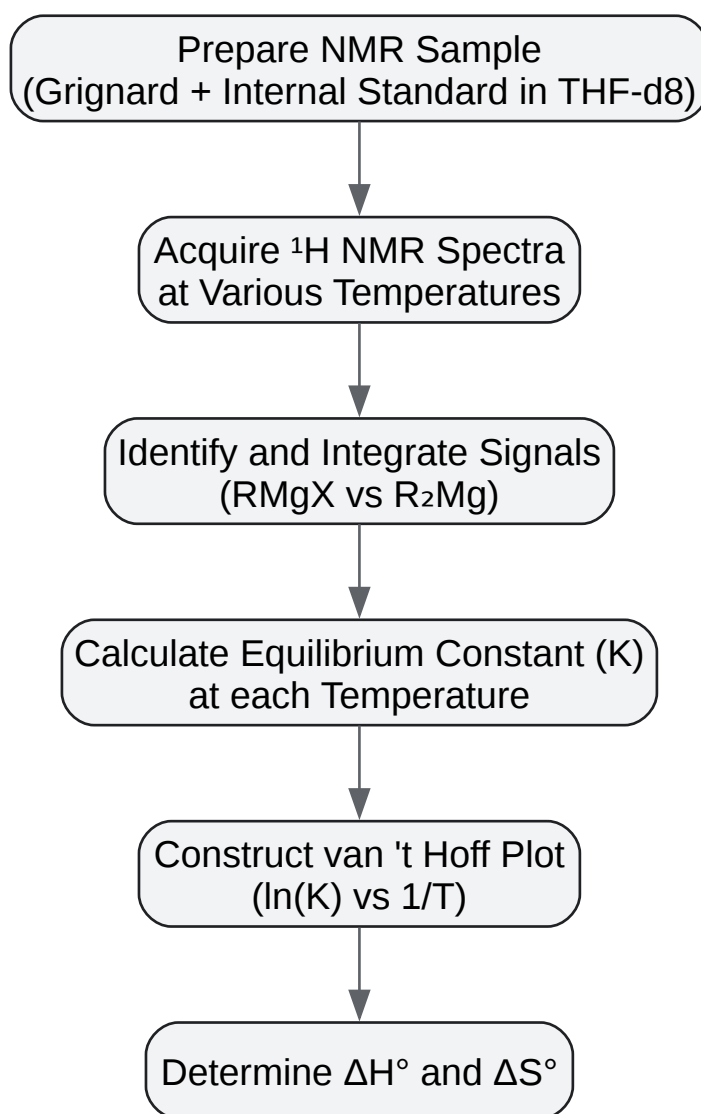 Prepare NMR Sample
(Grignard + Internal Standard in THF-d8)
Acquire ¹H NMR Spectra
at Various Temperatures
Identify and Integrate Signals
(RMgX vs R₂Mg)
Calculate Equilibrium Constant (K)
at each Temperature
Construct van 't Hoff Plot
(ln(K) vs 1/T)
Determine ΔH° and ΔS°